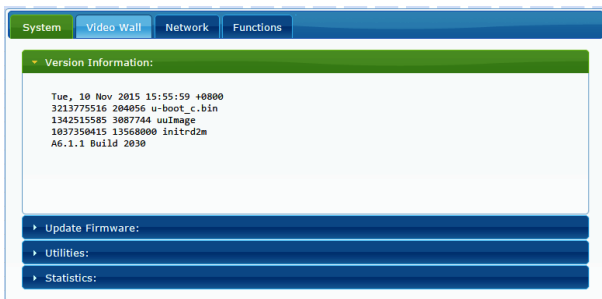 System Video Wall Network Functions
Version Information:
Tue, 10 Nov 2015 15:55:59 +0800
3213775516 204056 u-boot_c.bin
1342515585 3087744 uuImage
1037350415 13568000 initrd2m
A6.1.1 Build 2030
Update Firmware:
Utilities:
Statistics: